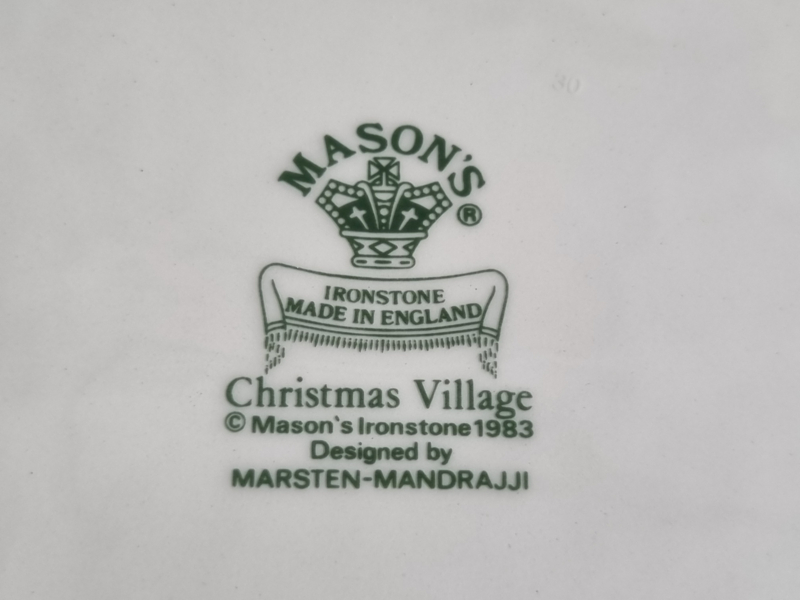 MASON'S ®
IRONSTONE
MADE IN ENGLAND
Christmas Village
© Mason's Ironstone 1983
Designed by
MARSTEN-MANDRAJJI